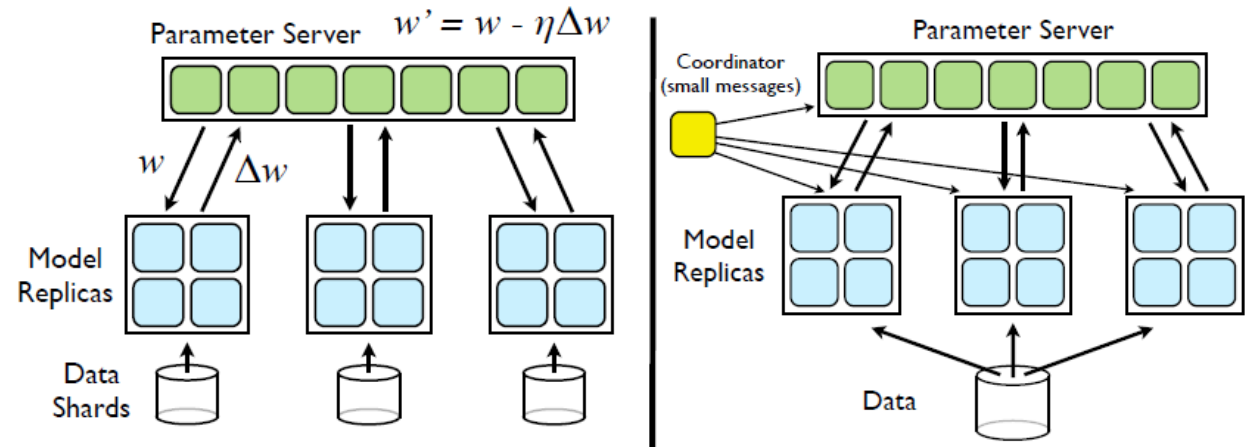 Parameter Server
w' = w - ηΔw
w
Δw
Model
Replicas
Data
Shards
Parameter Server
Coordinator
(small messages)
Model
Replicas
Data